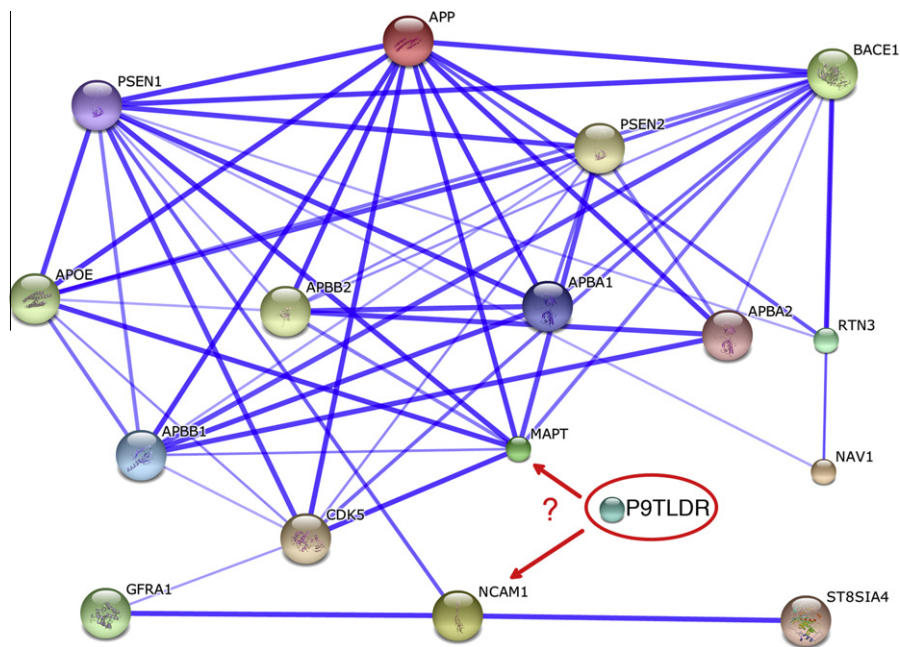 APP
BACE1
PSEN1
PSEN2
APOE
APBB2
APBA1
APBA2
RTN3
APBB1
MAPT
NAV1
? P9TLDR
CDK5
GFRA1
NCAM1
ST8SIA4